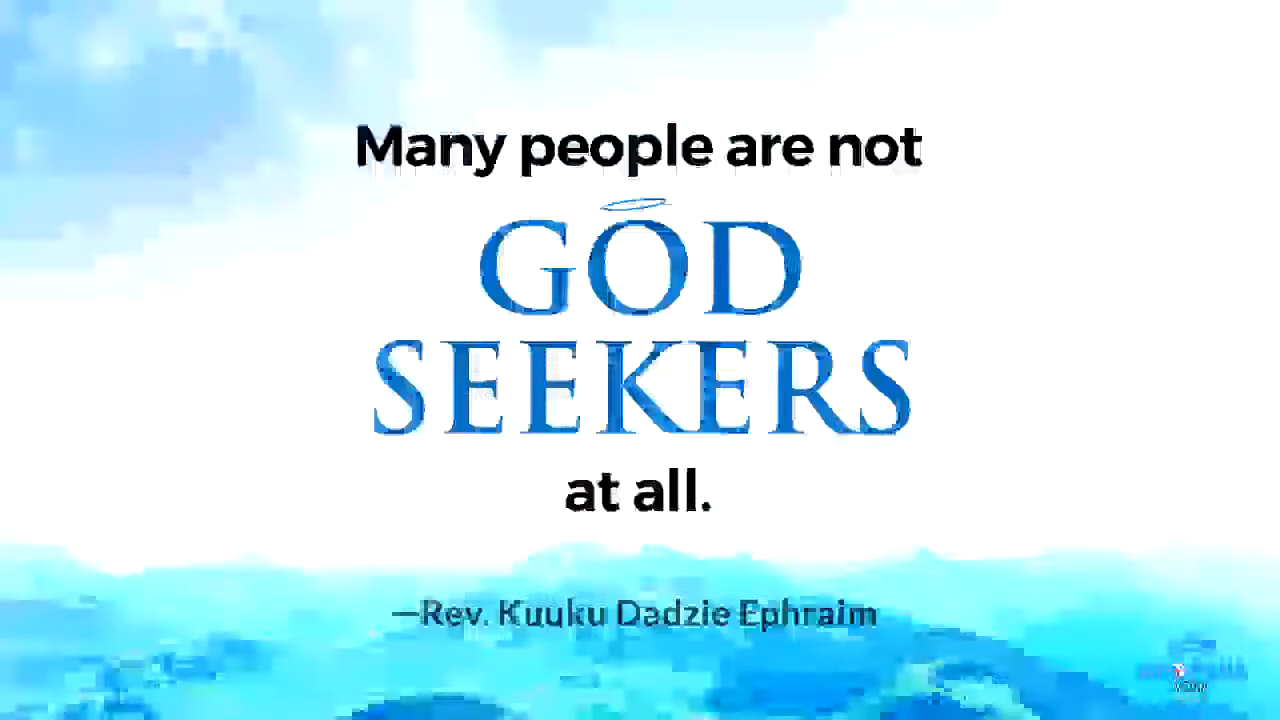 Many people are not
GOD
SEEKERS
at all.
—Rev. Kuuku Dadzie Ephraim